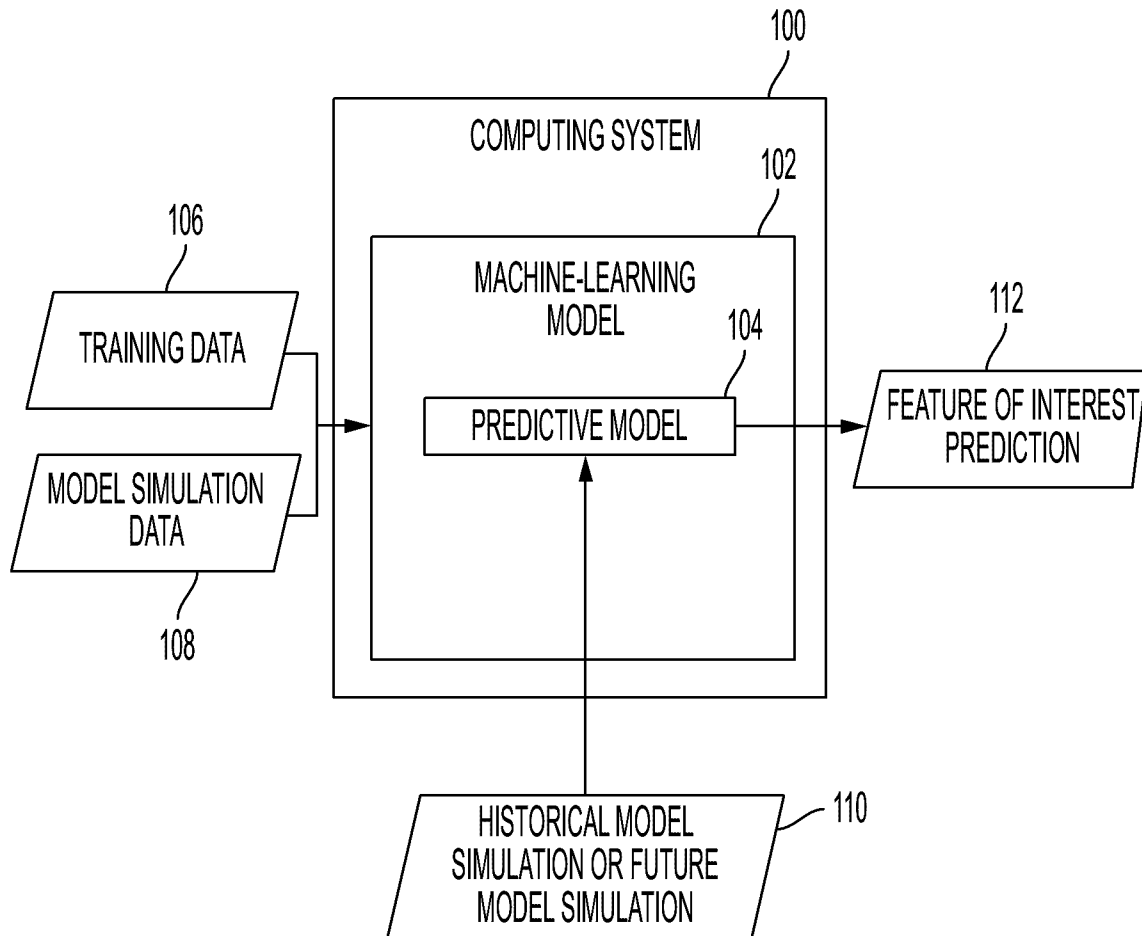 100
COMPUTING SYSTEM
102
106
MACHINE-LEARNING
MODEL
TRAINING DATA
104
112
PREDICTIVE MODEL
FEATURE OF INTEREST
PREDICTION
MODEL SIMULATION
DATA
108
HISTORICAL MODEL
SIMULATION OR FUTURE
MODEL SIMULATION
110